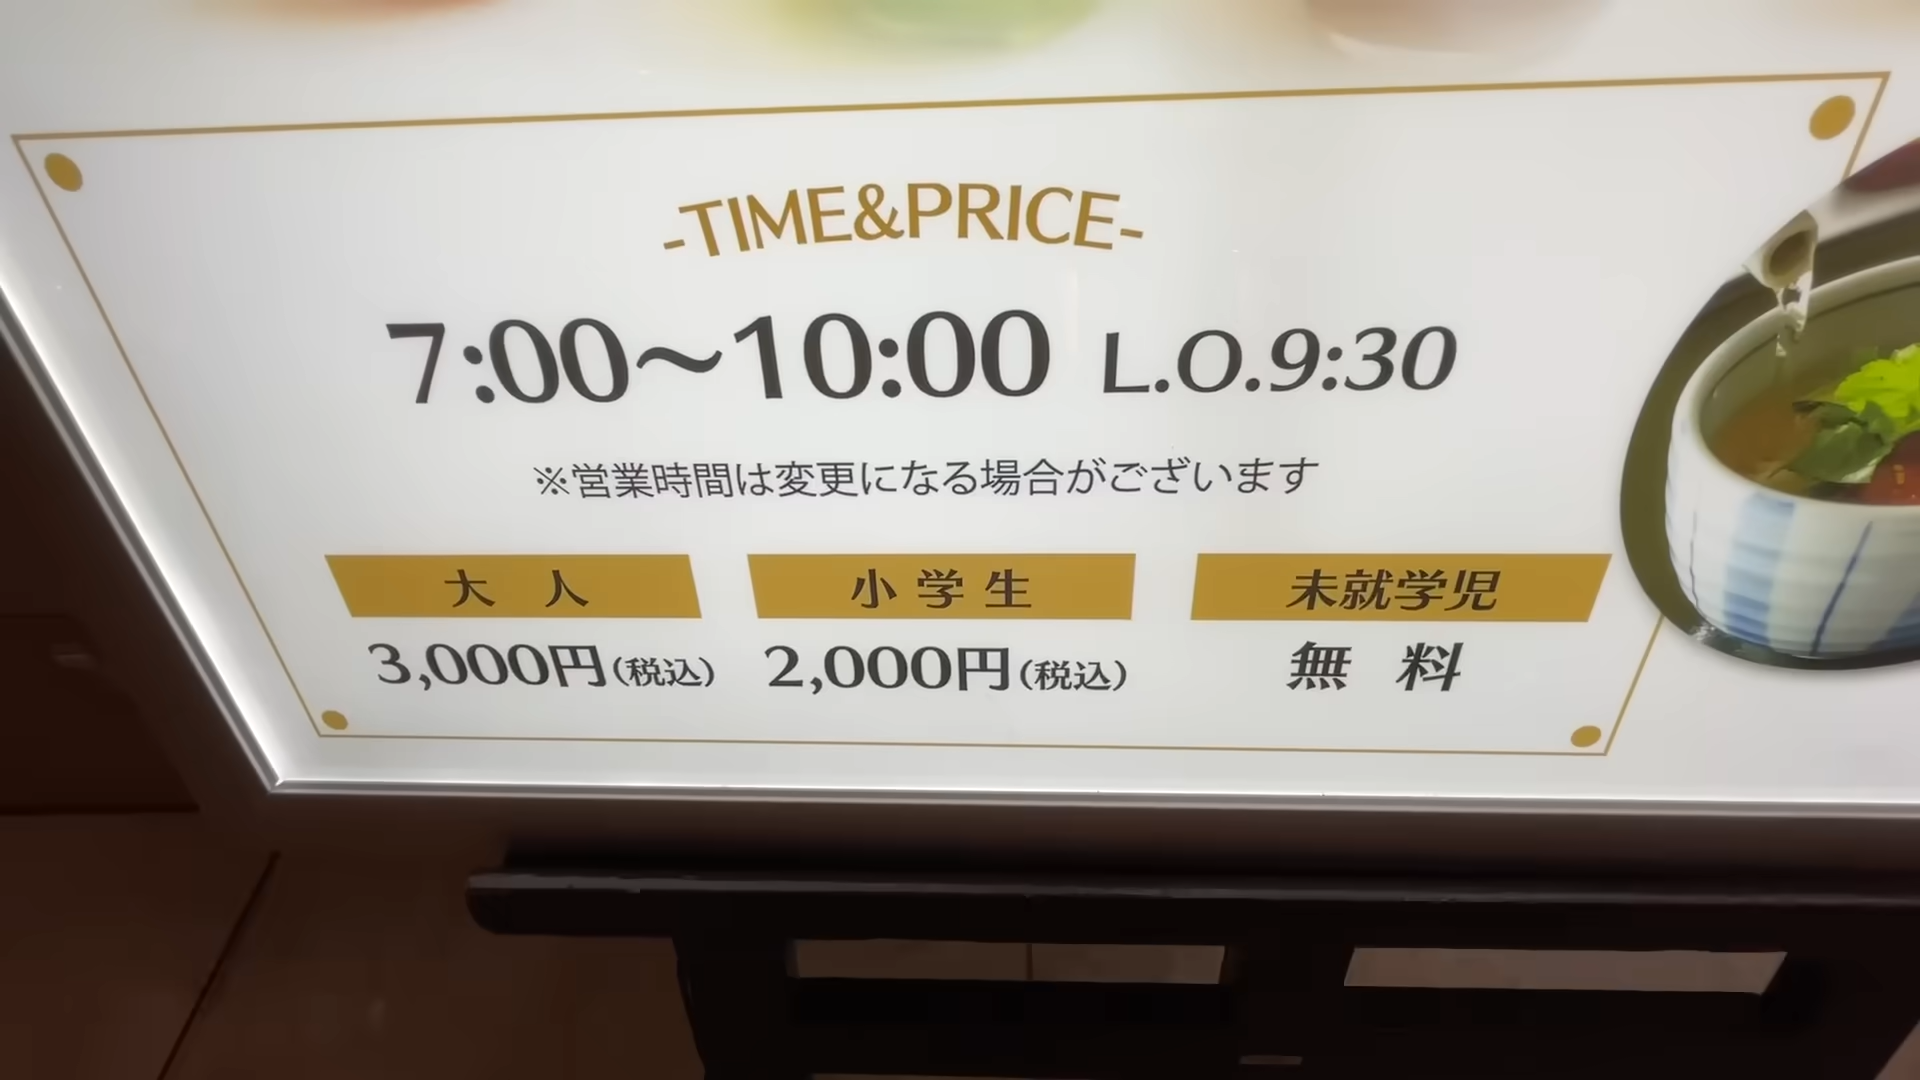 -TIME&PRICE-
7:00～10:00 L.O.9:30
※営業時間は変更になる場合がございます
大 人 小 学 生 未就学児
3,000円(税込) 2,000円(税込) 無 料